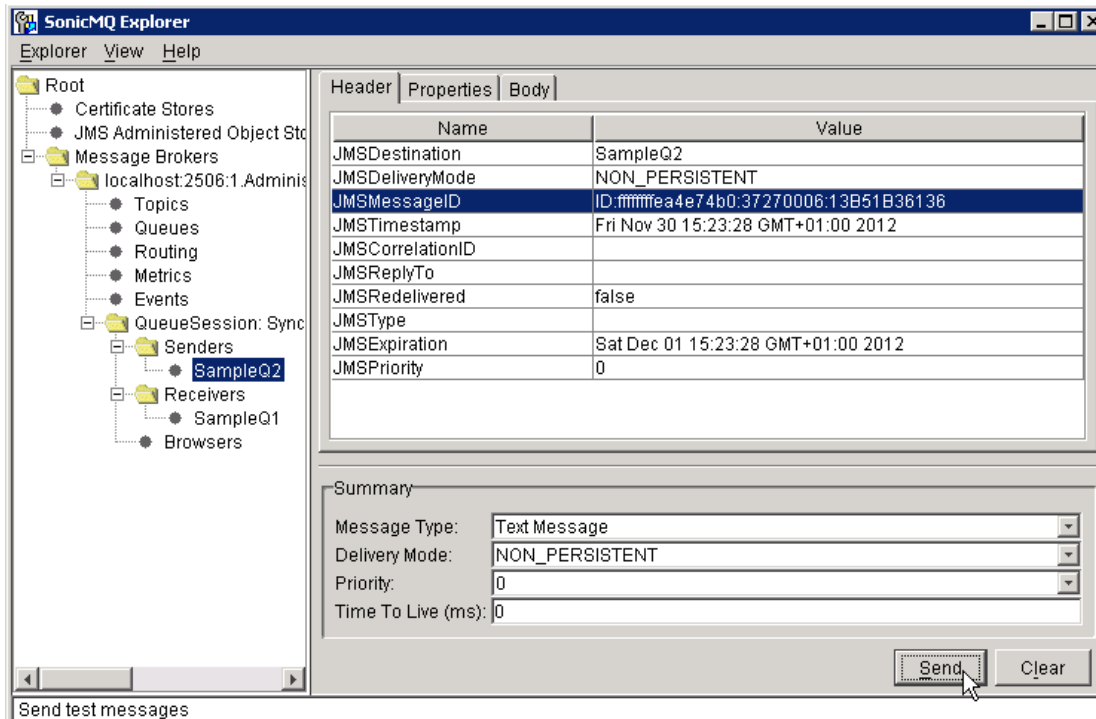 SonicMQ Explorer
Explorer View Help
Root
Certificate Stores
JMS Administered Object Sto
Message Brokers
localhost:2506:1.Adminis
Topics
Queues
Routing
Metrics
Events
QueueSession: Sync
Senders
SampleQ2
Receivers
SampleQ1
Browsers
Header Properties Body
Name Value
JMSDestination SampleQ2
JMSDeliveryMode NON_PERSISTENT
JMSMessageID ID:ffffffffea4e74b0:37270006:13B51B36136
JMSTimestamp Fri Nov 30 15:23:28 GMT+01:00 2012
JMSCorrelationID
JMSReplyTo
JMSRedelivered false
JMSType
JMSExpiration Sat Dec 01 15:23:28 GMT+01:00 2012
JMSPriority 0
Summary
Message Type: Text Message
Delivery Mode: NON_PERSISTENT
Priority: 0
Time To Live (ms): 0
Send Clear
Send test messages